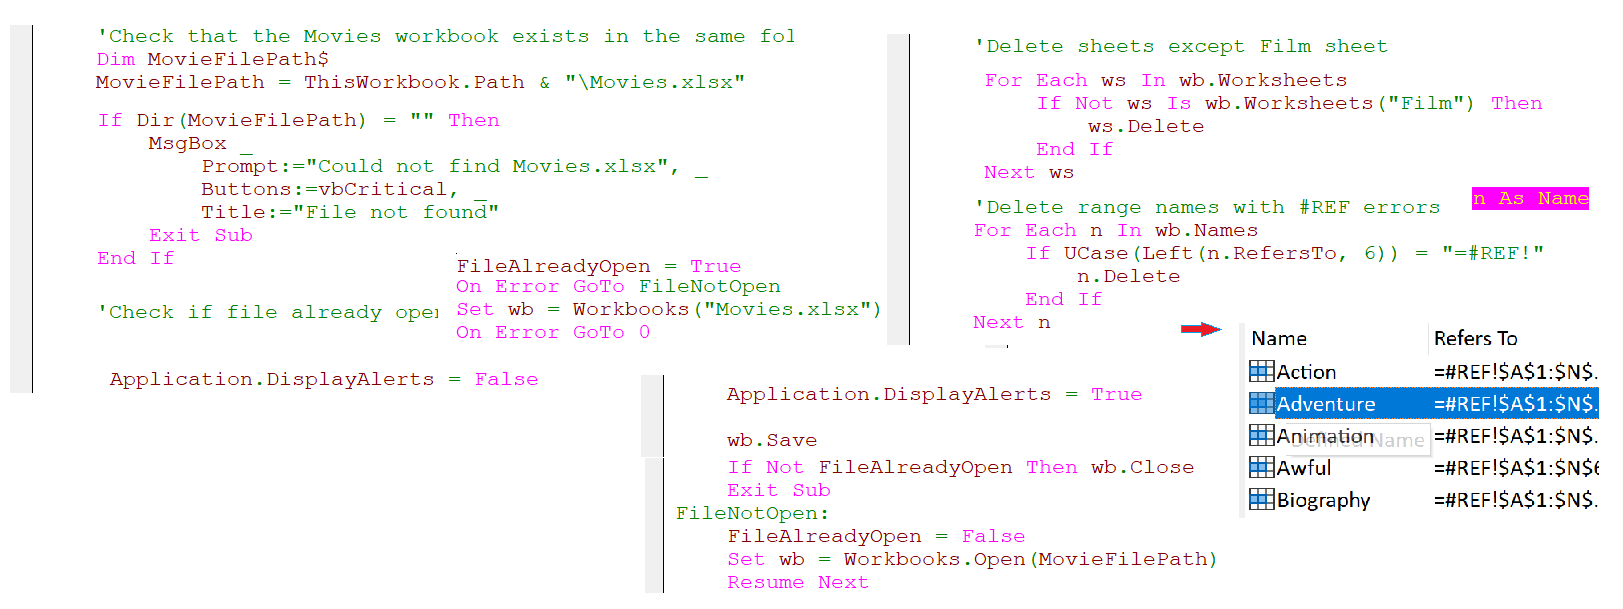 'Check that the Movies workbook exists in the same fol
Dim MovieFilePath$
MovieFilePath = ThisWorkbook.Path & "\Movies.xlsx"
If Dir(MovieFilePath) = "" Then
MsgBox _
Prompt:="Could not find Movies.xlsx", _
Buttons:=vbCritical, _
Title:="File not found"
Exit Sub
End If
'Check if file already open
FileAlreadyOpen = True
On Error GoTo FileNotOpen
Set wb = Workbooks("Movies.xlsx")
On Error GoTo 0
Application.DisplayAlerts = False
'Delete sheets except Film sheet
For Each ws In wb.Worksheets
If Not ws Is wb.Worksheets("Film") Then
ws.Delete
End If
Next ws
n As Name
'Delete range names with #REF errors
For Each n In wb.Names
If UCase(Left(n.RefersTo, 6)) = "=#REF!"
n.Delete
End If
Next n
Name Refers To
Action =#REF!$A$1:$N$.
Adventure =#REF!$A$1:$N$.
Animation =#REF!$A$1:$N$.
Defined Name
Awful =#REF!$A$1:$N$6
Biography =#REF!$A$1:$N$.
Application.DisplayAlerts = True
wb.Save
If Not FileAlreadyOpen Then wb.Close
Exit Sub
FileNotOpen:
FileAlreadyOpen = False
Set wb = Workbooks.Open(MovieFilePath)
Resume Next